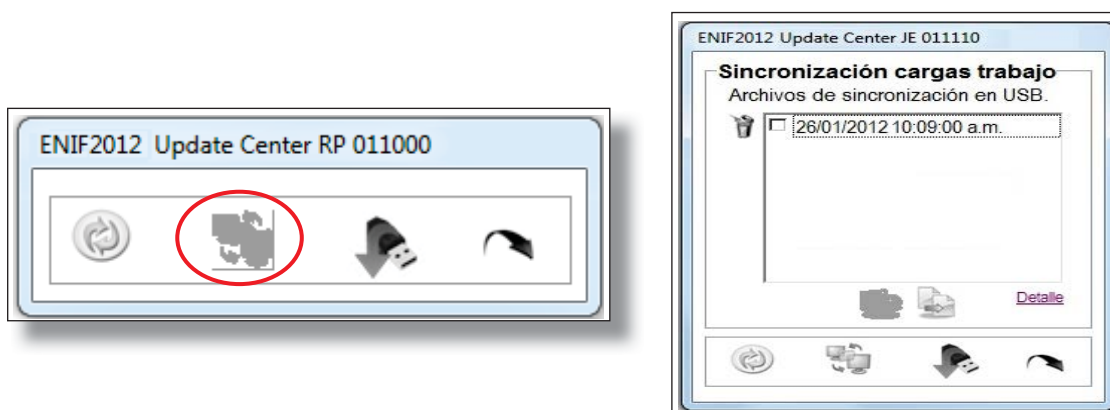 ENIF2012 Update Center RP 011000
ENIF2012 Update Center JE 011110
Sincronización cargas trabajo
Archivos de sincronización en USB.
26/01/2012 10:09:00 a.m.
Detalle